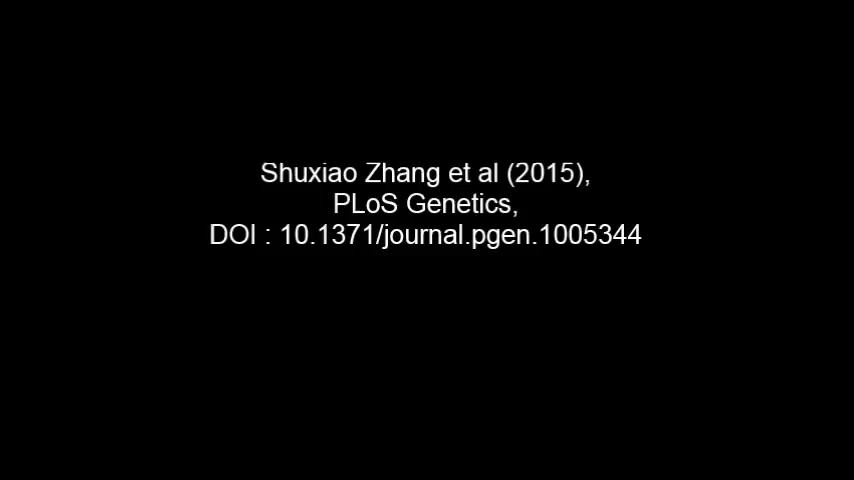 Shuxiao Zhang et al (2015),
PLoS Genetics,
DOI : 10.1371/journal.pgen.1005344